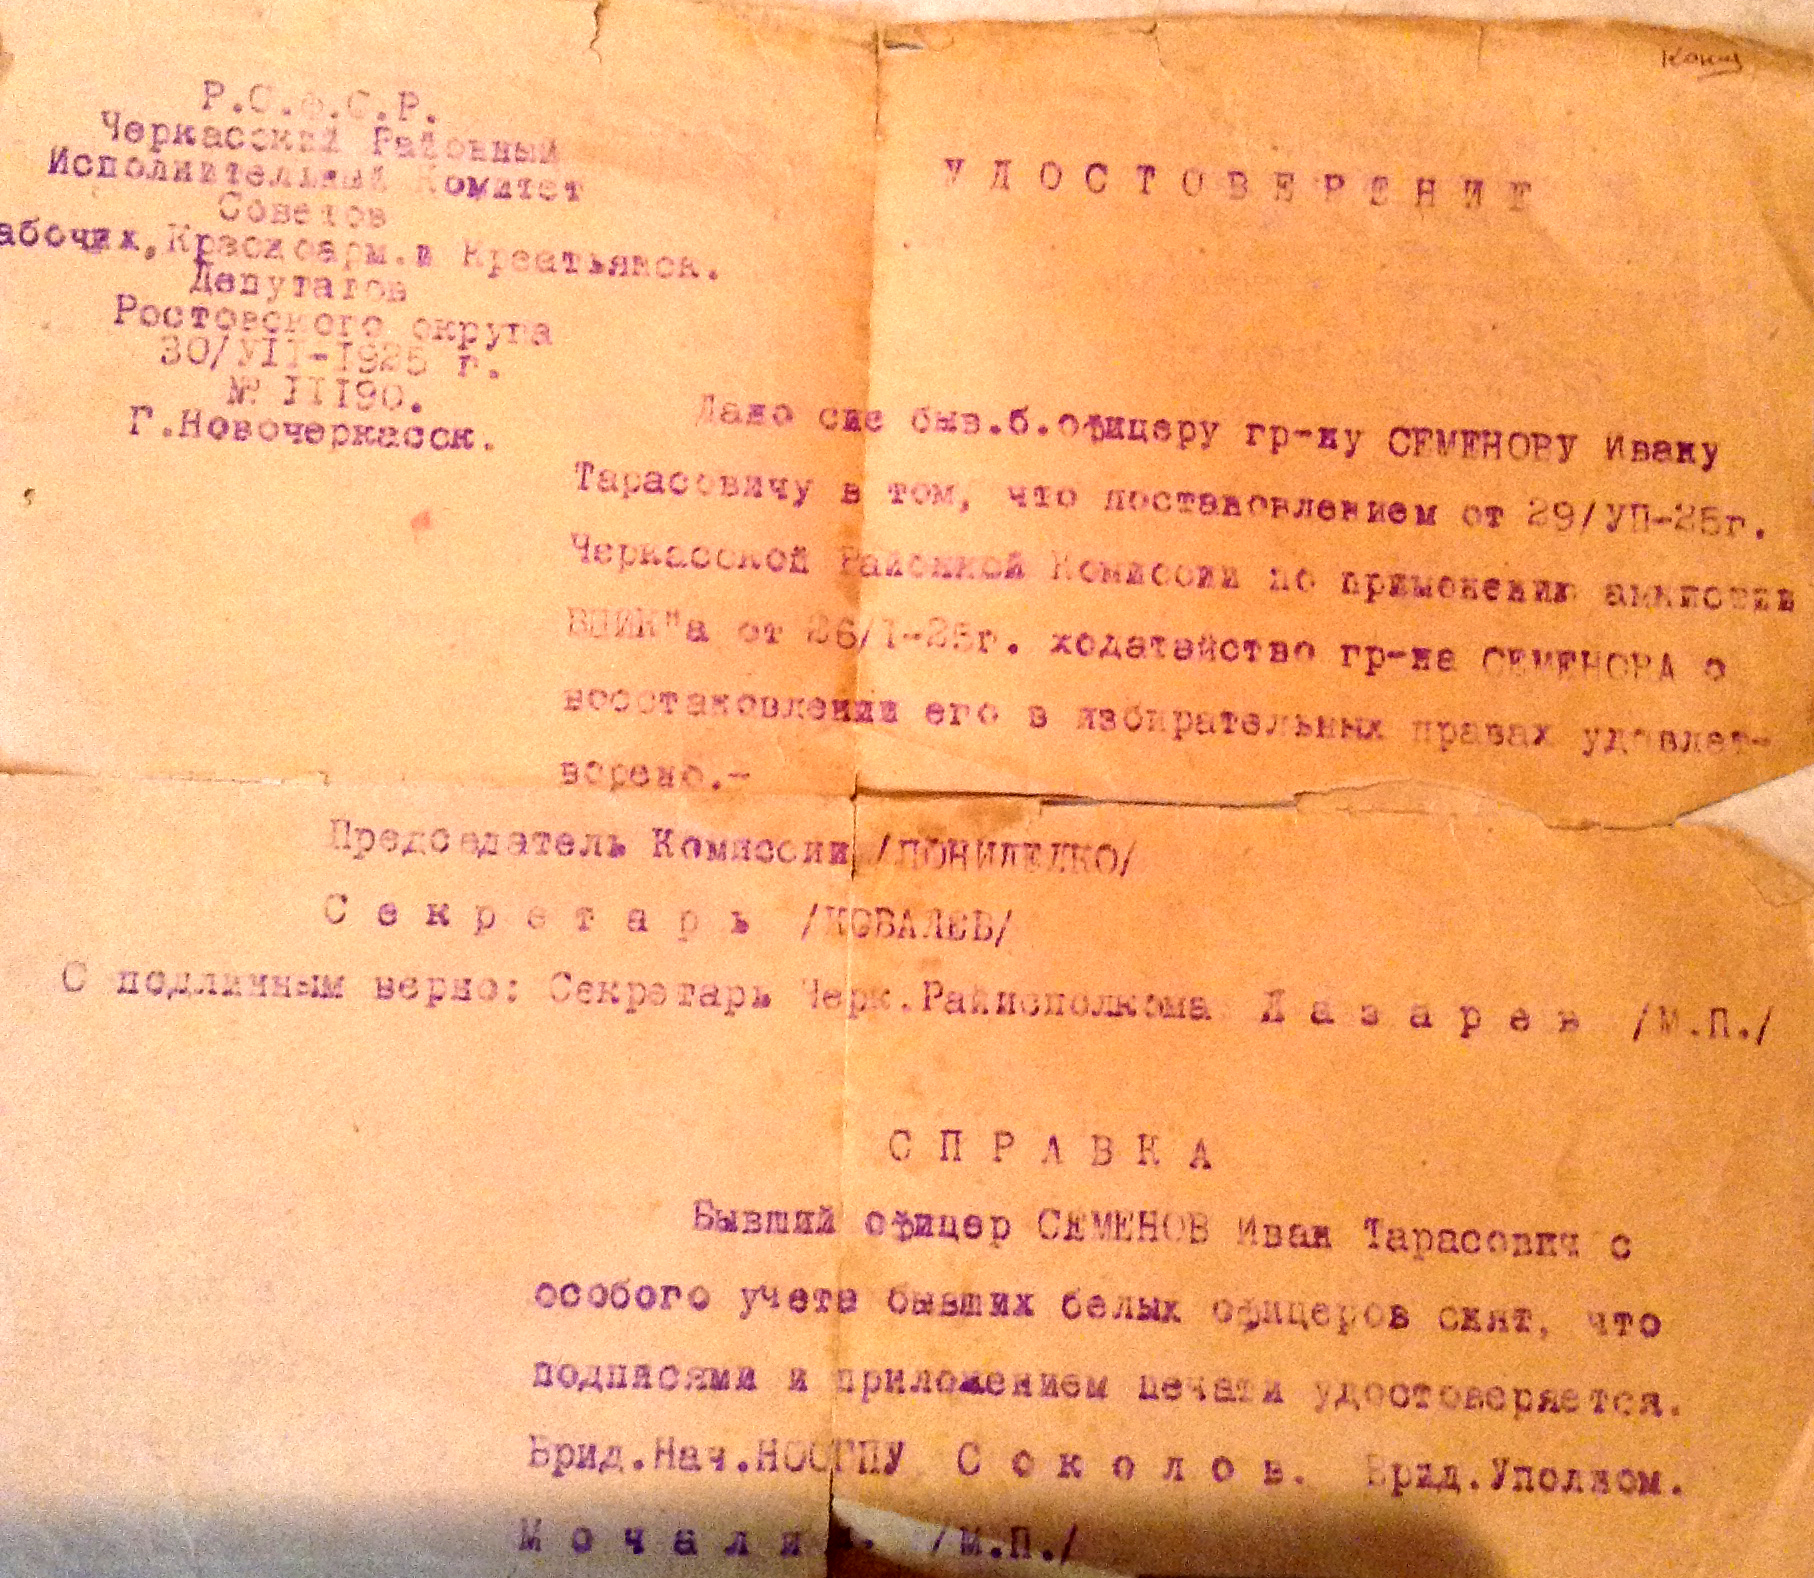 Конц
Р.С.Ф.С.Р.
Черкасский Районный
Исполнительный Комитет
Советов
абочих,Красноарм.и Крестьянск.
Депутатов
Ростовского округа
30/УІІ-1925 г.
№ ІІ190.
Г.Новочеркасск.
УДОСТОВЕРЕНИЕ
Дано сие быв.б.офицеру гр-ну СЕМЕНОВУ Ивану
Тарасовичу в том, что постановлением от 29/УП-25г.
Черкасской Районной Комиссии по применению амнистии
ВЦИК"а от 26/І-25г. ходатайство гр-на СЕМЕНОВА о
восстановлении его в избирательных правах удовлет-
ворено.-
Председатель Комиссии
Секретарь /КОВАЛЕВ/
С подлинным верно: Секретарь Черк.Райисполкома Лазарев /М.П./
СПРАВКА
Бывший офицер СЕМЕНОВ Иван Тарасович с
особого учета бывших белых офицеров снят, что
подписями и приложением печати удостоверяется.
Врид.Нач.НООГПУ Соколов. Врид.Уполном.
Мочалин. /М.П./